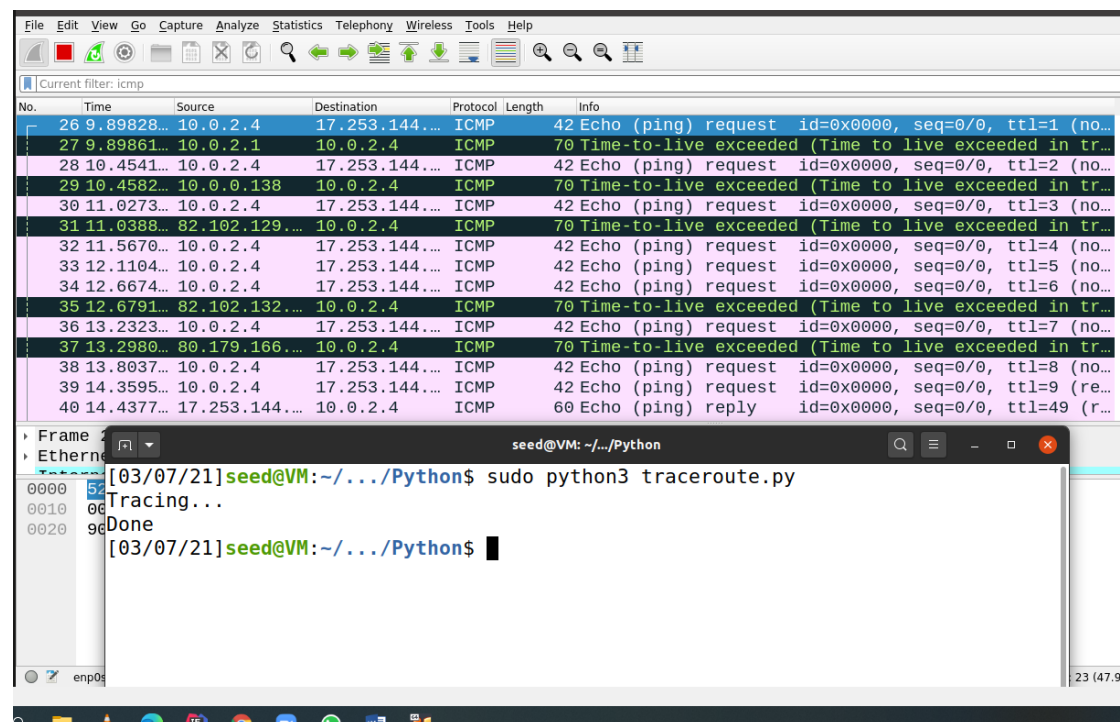 File Edit View Go Capture Analyze Statistics Telephony Wireless Tools Help
Current filter: icmp
No. Time Source Destination Protocol Length Info
26 9.89828… 10.0.2.4 17.253.144.… ICMP 42 Echo (ping) request id=0x0000, seq=0/0, ttl=1 (no…
27 9.89861… 10.0.2.1 10.0.2.4 ICMP 70 Time-to-live exceeded (Time to live exceeded in tr…
28 10.4541… 10.0.2.4 17.253.144.… ICMP 42 Echo (ping) request id=0x0000, seq=0/0, ttl=2 (no…
29 10.4582… 10.0.0.138 10.0.2.4 ICMP 70 Time-to-live exceeded (Time to live exceeded in tr…
30 11.0273… 10.0.2.4 17.253.144.… ICMP 42 Echo (ping) request id=0x0000, seq=0/0, ttl=3 (no…
31 11.0388… 82.102.129.… 10.0.2.4 ICMP 70 Time-to-live exceeded (Time to live exceeded in tr…
32 11.5670… 10.0.2.4 17.253.144.… ICMP 42 Echo (ping) request id=0x0000, seq=0/0, ttl=4 (no…
33 12.1104… 10.0.2.4 17.253.144.… ICMP 42 Echo (ping) request id=0x0000, seq=0/0, ttl=5 (no…
34 12.6674… 10.0.2.4 17.253.144.… ICMP 42 Echo (ping) request id=0x0000, seq=0/0, ttl=6 (no…
35 12.6791… 82.102.132.… 10.0.2.4 ICMP 70 Time-to-live exceeded (Time to live exceeded in tr…
36 13.2323… 10.0.2.4 17.253.144.… ICMP 42 Echo (ping) request id=0x0000, seq=0/0, ttl=7 (no…
37 13.2980… 80.179.166.… 10.0.2.4 ICMP 70 Time-to-live exceeded (Time to live exceeded in tr…
38 13.8037… 10.0.2.4 17.253.144.… ICMP 42 Echo (ping) request id=0x0000, seq=0/0, ttl=8 (no…
39 14.3595… 10.0.2.4 17.253.144.… ICMP 42 Echo (ping) request id=0x0000, seq=0/0, ttl=9 (re…
40 14.4377… 17.253.144.… 10.0.2.4 ICMP 60 Echo (ping) reply id=0x0000, seq=0/0, ttl=49 (r…
Frame 2
Etherne
0000 52
0010 00
0020 90
seed@VM: ~/.../Python
[03/07/21]seed@VM:~/.../Python$ sudo python3 traceroute.py
Tracing...
Done
[03/07/21]seed@VM:~/.../Python$
enp0s
23 (47.9